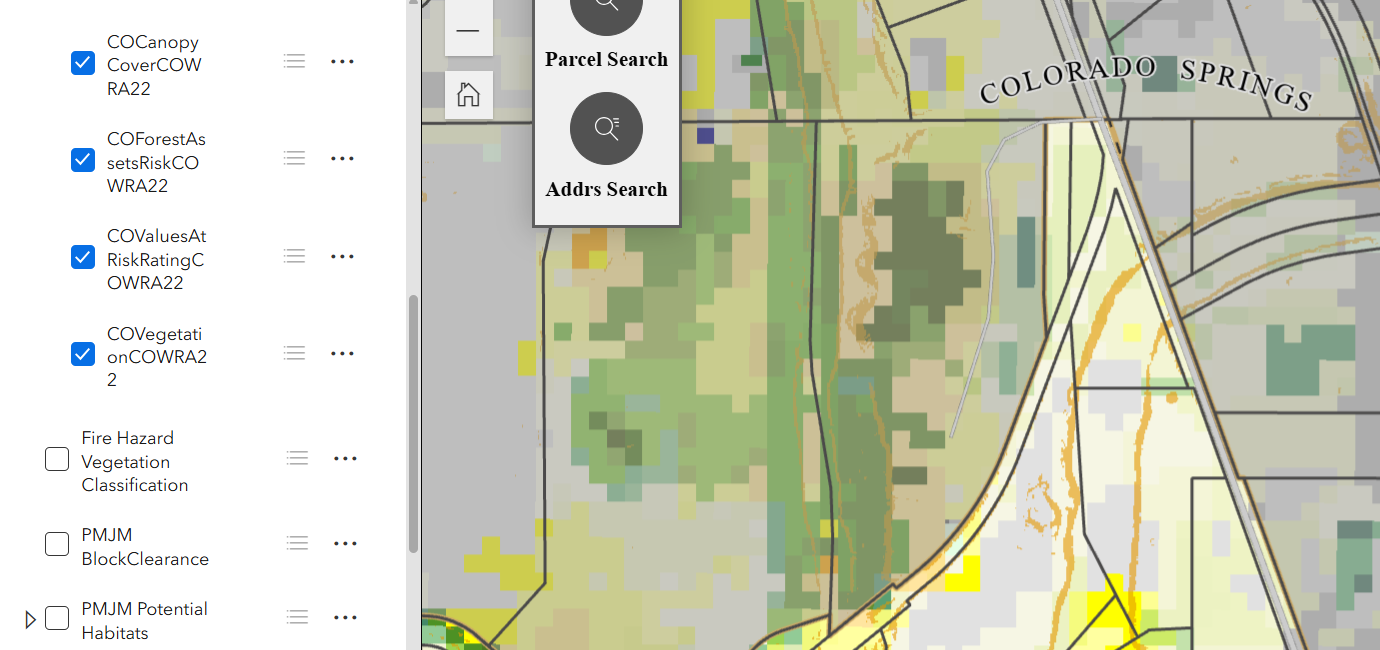 COCanopy
CoverCOW
RA22
COForestAs
setsRiskCO
WRA22
COValuesAt
RiskRatingC
OWRA22
COVegetati
onCOWRA2
2
Fire Hazard
Vegetation
Classification
PMJM
BlockClearance
PMJM Potential
Habitats
Parcel Search
Addrs Search
COLORADO SPRINGS